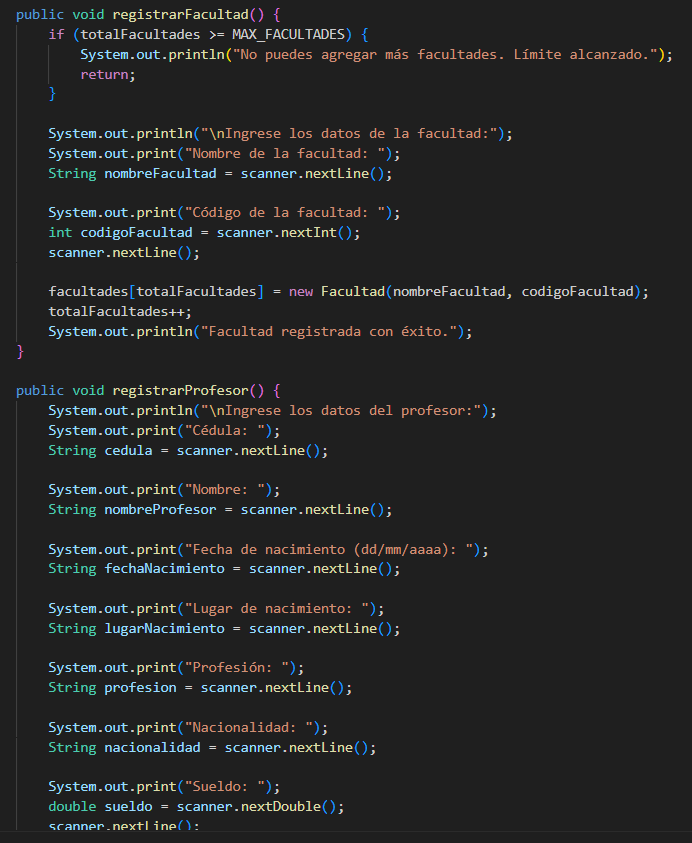 public void registrarFacultad() {
if (totalFacultades >= MAX_FACULTADES) {
System.out.println("No puedes agregar más facultades. Límite alcanzado.");
return;
}
System.out.println("\nIngrese los datos de la facultad:");
System.out.print("Nombre de la facultad: ");
String nombreFacultad = scanner.nextLine();
System.out.print("Código de la facultad: ");
int codigoFacultad = scanner.nextInt();
scanner.nextLine();
facultades[totalFacultades] = new Facultad(nombreFacultad, codigoFacultad);
totalFacultades++;
System.out.println("Facultad registrada con éxito.");
}
public void registrarProfesor() {
System.out.println("\nIngrese los datos del profesor:");
System.out.print("Cédula: ");
String cedula = scanner.nextLine();
System.out.print("Nombre: ");
String nombreProfesor = scanner.nextLine();
System.out.print("Fecha de nacimiento (dd/mm/aaaa): ");
String fechaNacimiento = scanner.nextLine();
System.out.print("Lugar de nacimiento: ");
String lugarNacimiento = scanner.nextLine();
System.out.print("Profesión: ");
String profesion = scanner.nextLine();
System.out.print("Nacionalidad: ");
String nacionalidad = scanner.nextLine();
System.out.print("Sueldo: ");
double sueldo = scanner.nextDouble();
scanner.nextLine();